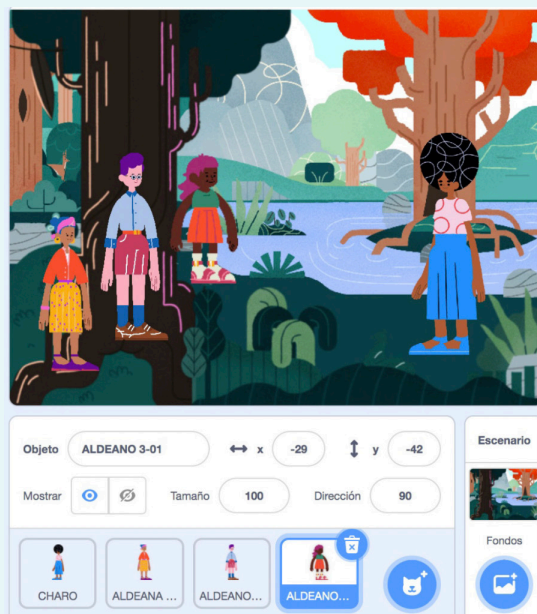 Objeto ALDEANO 3-01 x -29 y -42
Mostrar Tamaño 100 Dirección 90
CHARO ALDEANA ... ALDEANO... ALDEANO...
Escenario
Fondos